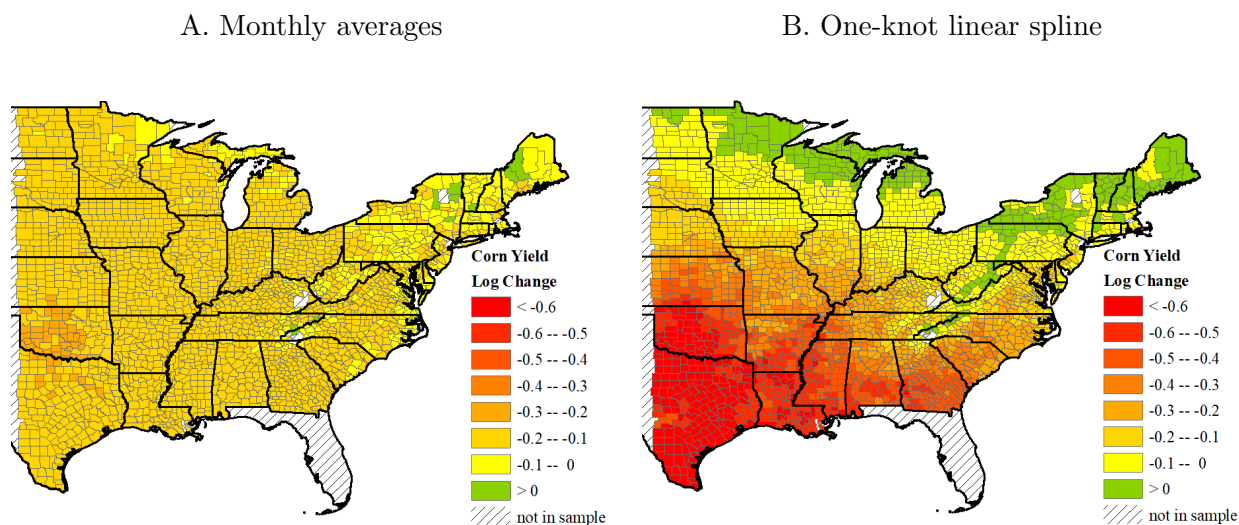 A. Monthly averages
B. One-knot linear spline
Corn Yield
Log Change
< -0.6
-0.6 -- -0.5
-0.5 -- -0.4
-0.4 -- -0.3
-0.3 -- -0.2
-0.2 -- -0.1
-0.1 -- 0
> 0
not in sample
Corn Yield
Log Change
< -0.6
-0.6 -- -0.5
-0.5 -- -0.4
-0.4 -- -0.3
-0.3 -- -0.2
-0.2 -- -0.1
-0.1 -- 0
> 0
not in sample